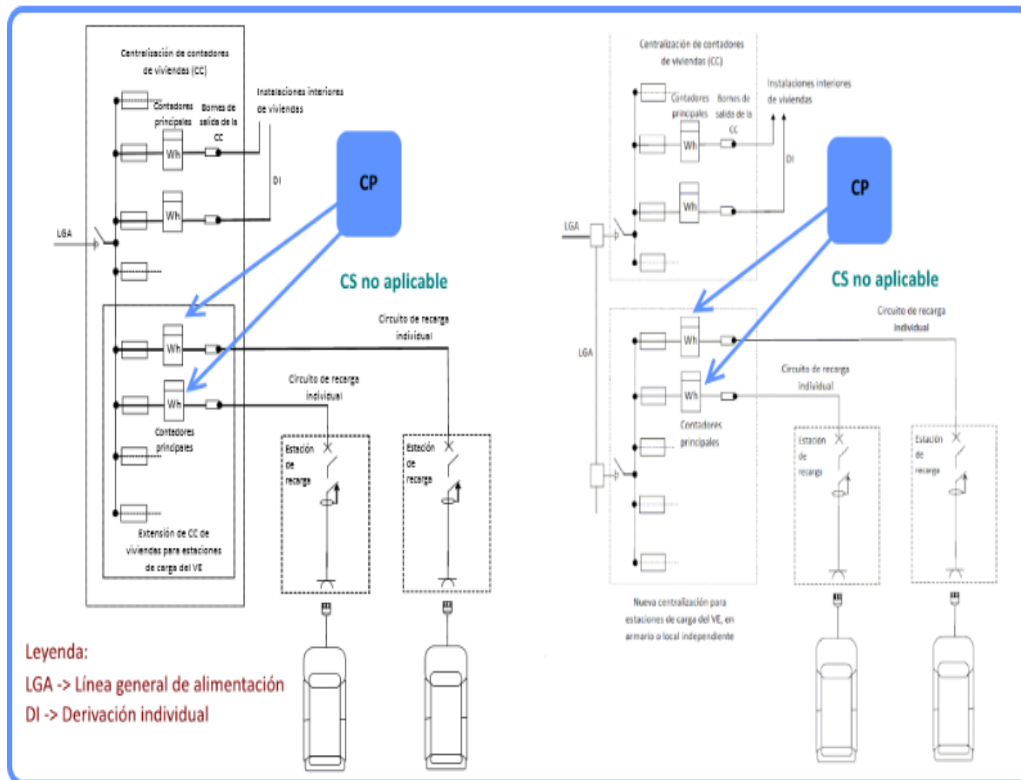 Centralización de contadores
de viviendas (CC)
Contadores
principales
Bornes de
salida de la
CC
Instalaciones interiores
de viviendas
Wh
DI
Wh
LGA
CP
CS no aplicable
Circuito de recarga
individual
Wh
Circuito de recarga
individual
Wh
Contadores
principales
Estación
de
recarga
Estación
de
recarga
Extensión de CC de
viviendas para estaciones
de carga del VE
Leyenda:
LGA -> Línea general de alimentación
DI -> Derivación individual
Centralización de contadores
de viviendas (CC)
Contadores
principales
Bornes de
salida de la
CC
Instalaciones interiores
de viviendas
Wh
DI
Wh
LGA
CP
CS no aplicable
Circuito de recarga
individual
Wh
LGA
Circuito de recarga
individual
Wh
Contadores
principales
Estación
de
recarga
Estación
de
recarga
Nueva centralización para
estaciones de carga del VE, en
armario o local independiente